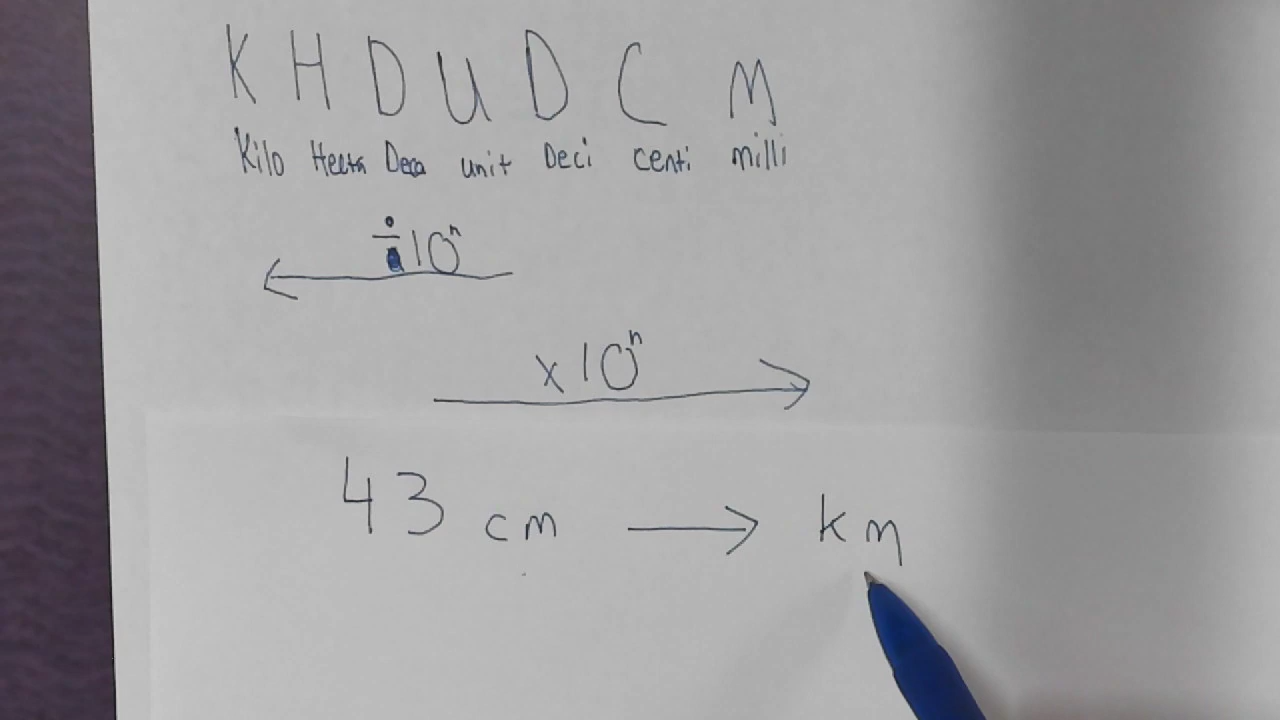 K H D U D C M
Kilo Hecta Deca unit Deci centi milli
÷10ⁿ
x10ⁿ
43 cm → km